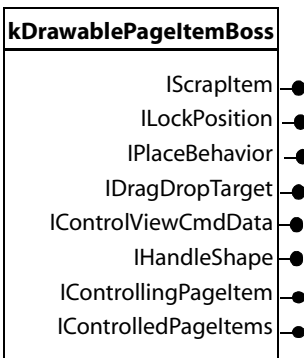 kDrawablePageItemBoss
IScrapItem
ILockPosition
IPlaceBehavior
IDragDropTarget
IControlViewCmdData
IHandleShape
IControllingPageItem
IControlledPageItems